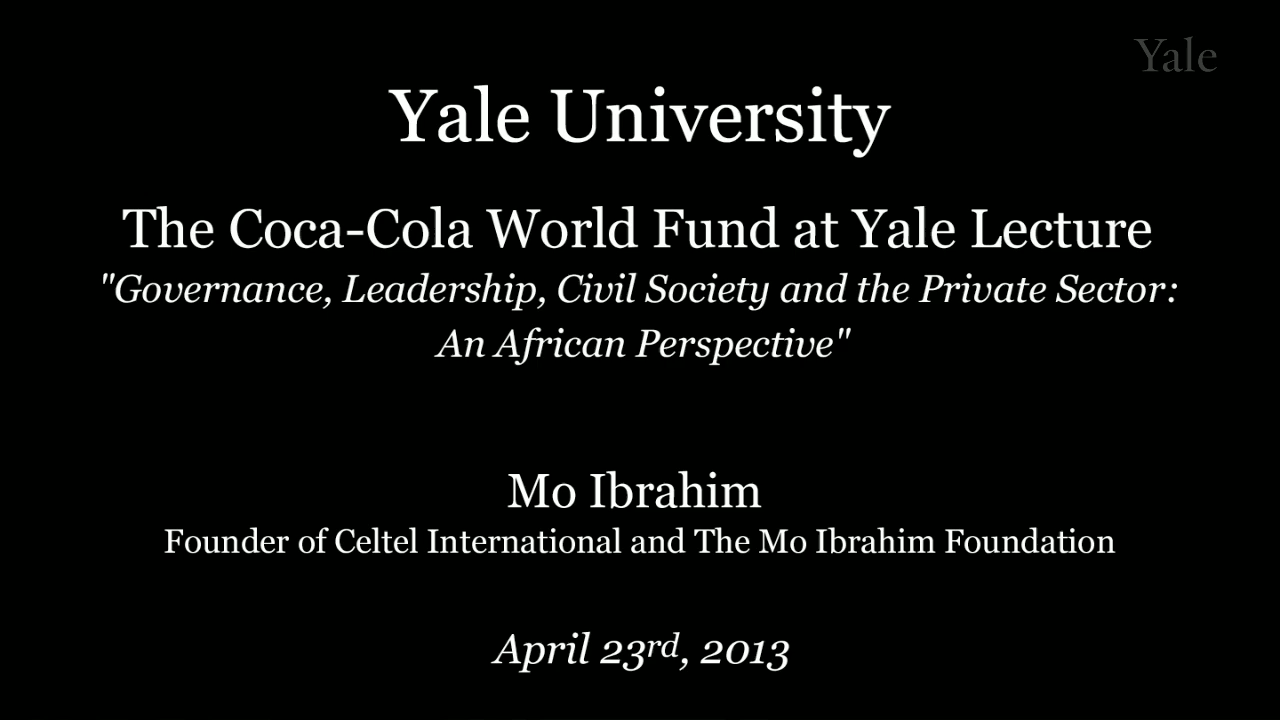 Yale
Yale University
The Coca-Cola World Fund at Yale Lecture
"Governance, Leadership, Civil Society and the Private Sector:
An African Perspective"
Mo Ibrahim
Founder of Celtel International and The Mo Ibrahim Foundation
April 23rd, 2013